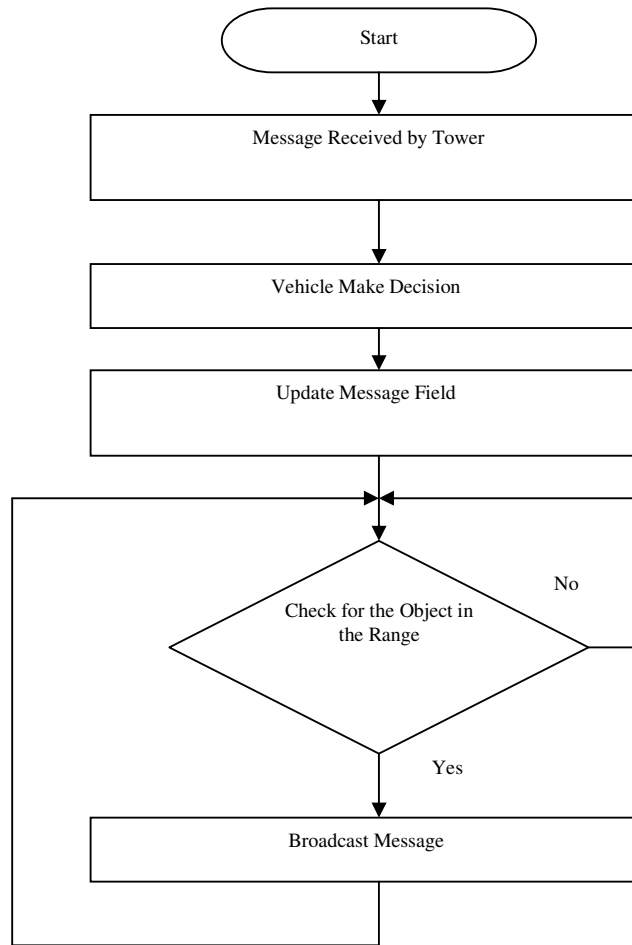 Start
Message Received by Tower
Vehicle Make Decision
Update Message Field
Check for the Object in
the Range
No
Yes
Broadcast Message